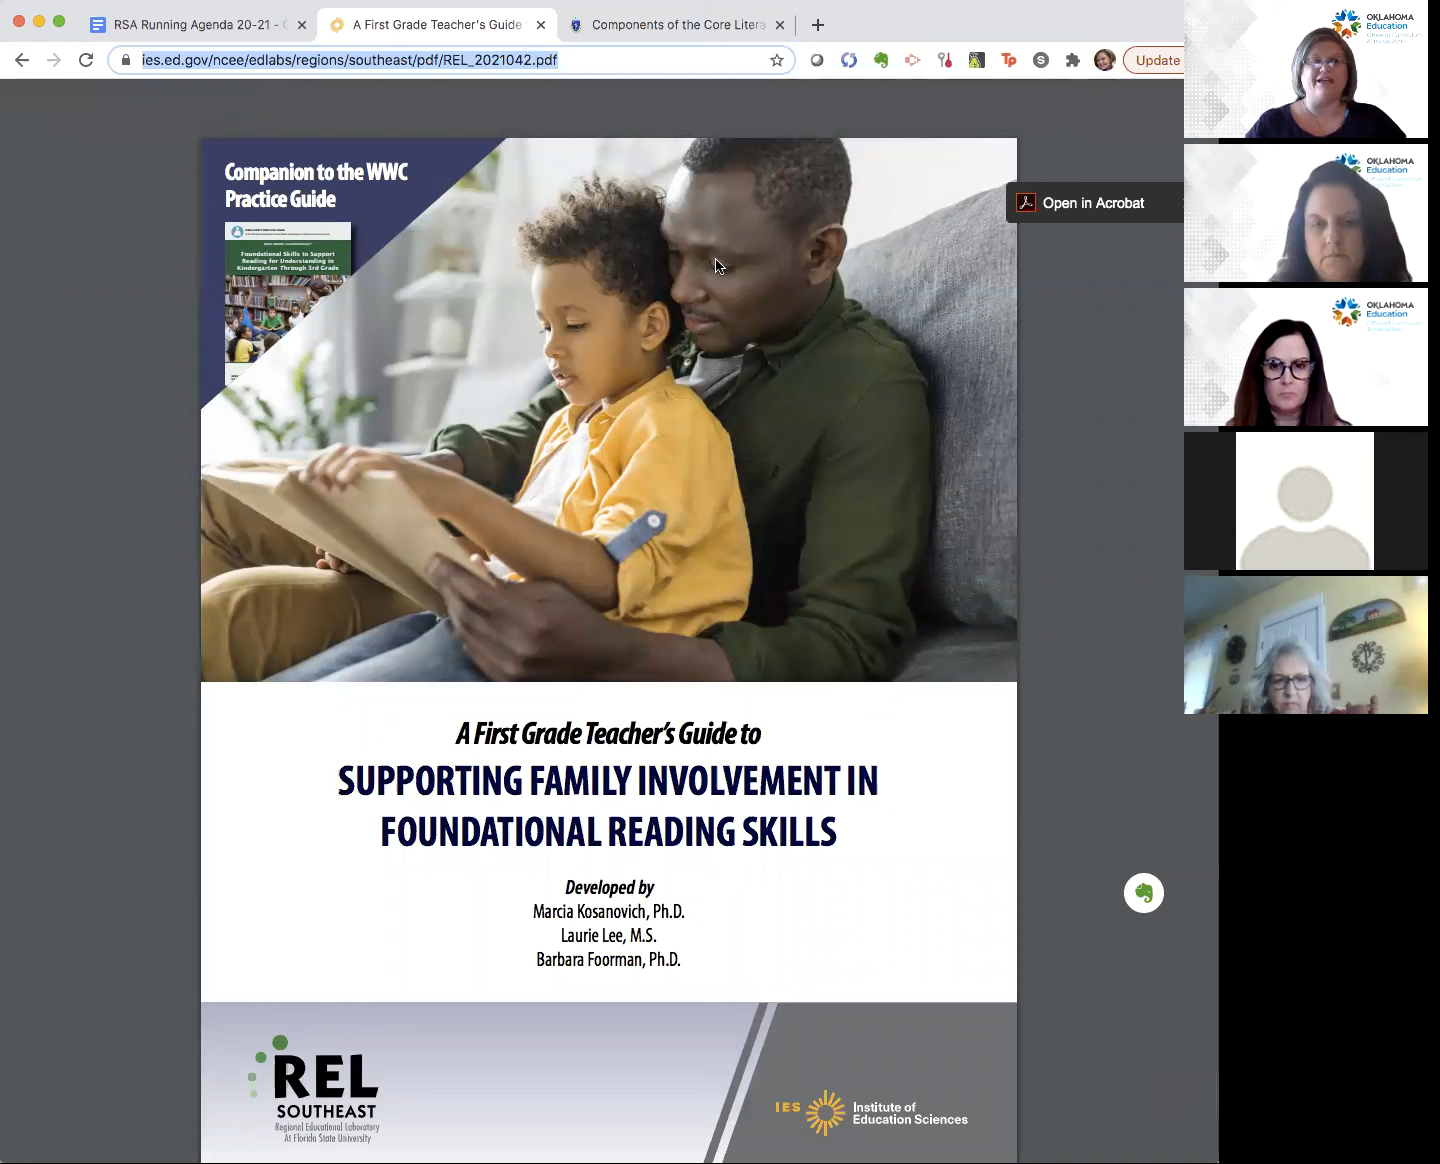 RSA Running Agenda 20-21 -
A First Grade Teacher's Guide
Components of the Core Litera
ies.ed.gov/ncee/edlabs/regions/southeast/pdf/REL_2021042.pdf
Tp
S
Update
Open in Acrobat
Companion to the WWC
Practice Guide
Foundational Skills to Support
Reading for Understanding in
Kindergarten Through 3rd Grade
A First Grade Teacher's Guide to
SUPPORTING FAMILY INVOLVEMENT IN
FOUNDATIONAL READING SKILLS
Developed by
Marcia Kosanovich, Ph.D.
Laurie Lee, M.S.
Barbara Foorman, Ph.D.
REL
SOUTHEAST
Regional Educational Laboratory
At Florida State University
IES
Institute of
Education Sciences
OKLAHOMA
Education
OKLAHOMA
Education
OKLAHOMA
Education